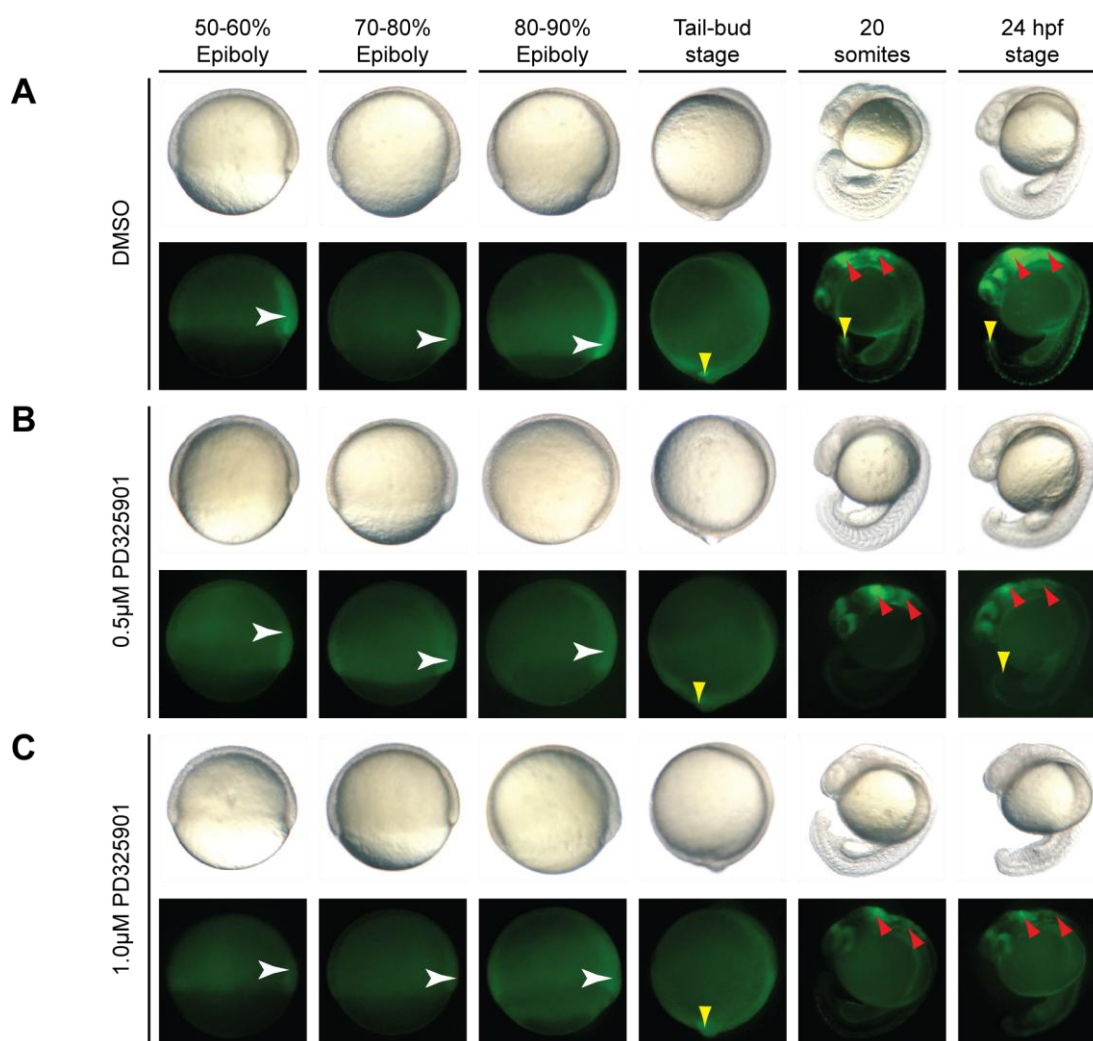 50-60%
Epiboly
70-80%
Epiboly
80-90%
Epiboly
Tail-bud
stage
20
somites
24 hpf
stage
A
DMSO
B
0.5µM PD325901
C
1.0µM PD325901